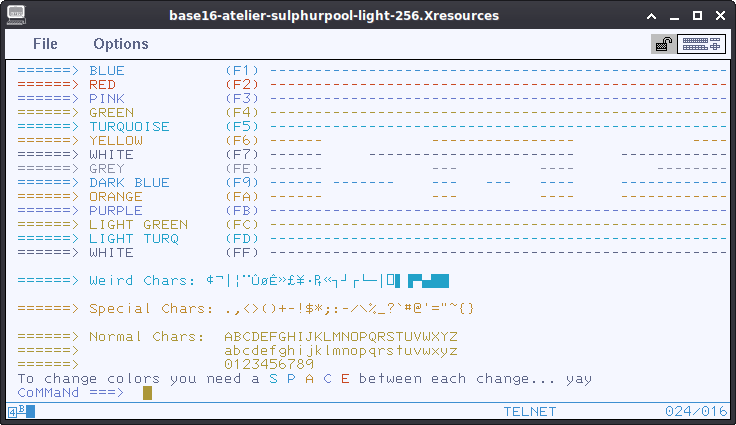 base16-atelier-sulphurpool-light-256.Xresources
File Options
======> BLUE (F1) ---------------------------------------------------
======> RED (F2) ---------------------------------------------------
======> PINK (F3) ---------------------------------------------------
======> GREEN (F4) ---------------------------------------------------
======> TURQUOISE (F5) ---------------------------------------------------
======> YELLOW (F6) ------ ---------------- ----
======> WHITE (F7) ------ --------------------- ------------
======> GREY (FE) --- ---
======> DARK BLUE (F9) ----- ------- --- --- ---- ------------
======> ORANGE (FA) ------ --- --- ------------
======> PURPLE (FB) ---------------------------------------------------
======> LIGHT GREEN (FC) ---------------------------------------------------
======> LIGHT TURQ (FD) ---------------------------------------------------
======> WHITE (FF) ---------------------------------------------------
======> Weird Chars: ¢¬|¦¨ÛøÊ»£¥·₧«┐┘┌└─│
======> Special Chars: .,<>()+-!$*;:-/\%_?`#@'="~{}
======> Normal Chars: ABCDEFGHIJKLMNOPQRSTUVWXYZ
======> abcdefghijklmnopqrstuvwxyz
======> 0123456789
To change colors you need a S P A C E between each change... yay
CoMMaNd ===>
4B TELNET 024/016